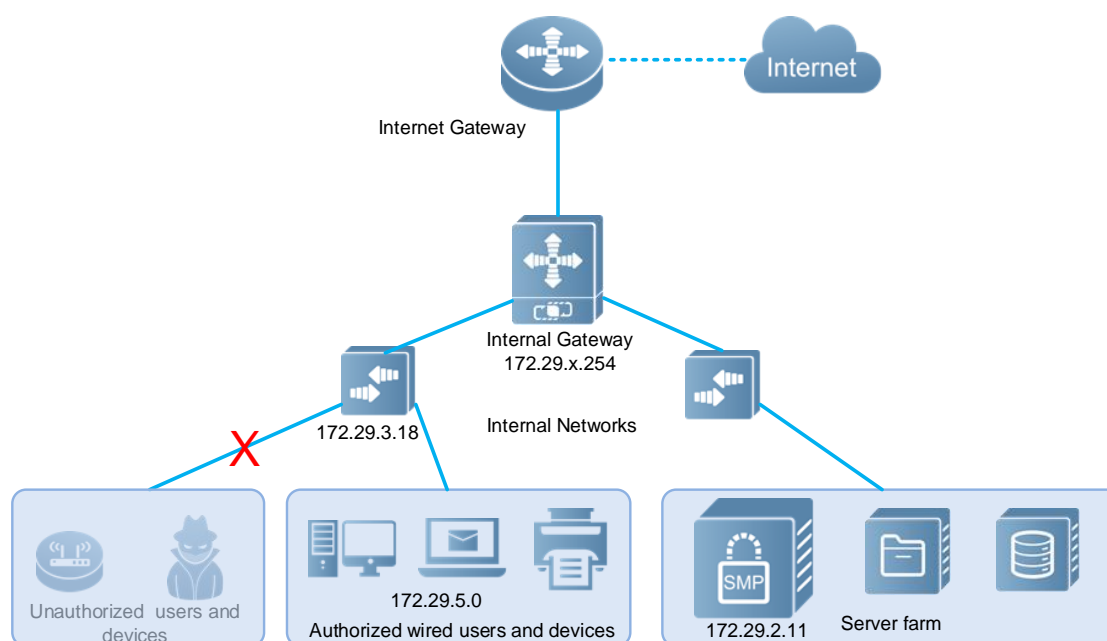 Internet
Internet Gateway
Internal Gateway
172.29.x.254
172.29.3.18
Internal Networks
X
Unauthorized users and
devices
172.29.5.0
Authorized wired users and devices
SMP
172.29.2.11
Server farm